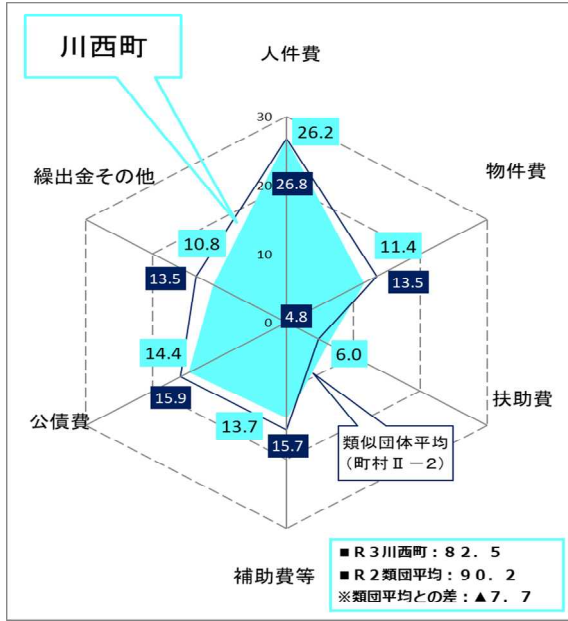 川西町
人件費
30
26.2
物件費
繰出金その他
20
26.8
10.8
11.4
10
13.5
13.5
4.8
0
14.4
6.0
15.9
扶助費
公債費
13.7
15.7
類似団体平均
(町村Ⅱ－2)
補助費等
■R3川西町：82．5
■R2類団平均：90．2
※類団平均との差：▲7．7